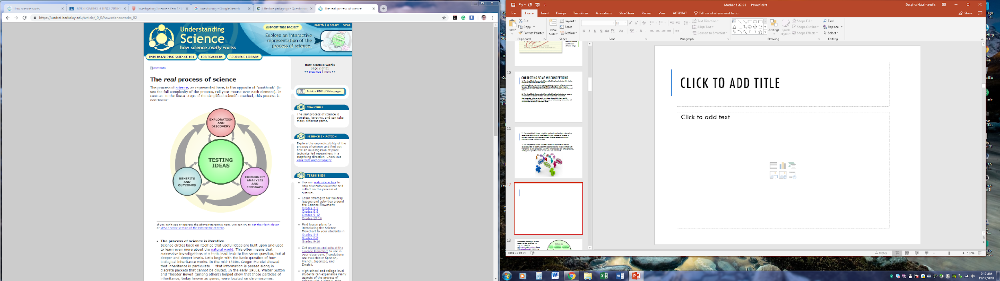 How science works
INVESTIGATING SCIENCE 2018-1
Investigating Science - Year 12
questioning - Google Search
Effective pedagogy - Questioning
The real process of science
https://undsci.berkeley.edu/article/_0_0/howscienceworks_02
Understanding
Science
how science really works
SUPPORT THIS PROJECT
search | glossary | home
Explore an interactive
representation of the
process of science.
UNDERSTANDING SCIENCE 101
FOR TEACHERS
RESOURCE LIBRARY
contents
How science works
page 2 of 21
previous | next
The real process of science
The process of science, as represented here, is the opposite of "cookbook" (to
see the full complexity of the process, roll your mouse over each element). In
contrast to the linear steps of the simplified scientific method, this process is
non-linear:
EXPLORATION
AND
DISCOVERY
TESTING
IDEAS
BENEFITS
AND
OUTCOMES
COMMUNITY
ANALYSIS
AND
FEEDBACK
If you can't see or operate the above interactive item, you can try to get the Flash player
or view a static version of the interactive content.
• The process of science is iterative.
Science circles back on itself so that useful ideas are built upon and used
to learn even more about the natural world. This often means that
successive investigations of a topic lead back to the same question, but at
deeper and deeper levels. Let's begin with the basic question of how
biological inheritance works. In the mid-1800s, Gregor Mendel showed
that inheritance is particulate — that information is passed along in
discrete packets that cannot be diluted. In the early 1900s, Walter Sutton
and Theodor Boveri (among others) helped show that those particles of
inheritance, today known as genes, were located on chromosomes.
Print a PDF of this page.
SNAPSHOT
The real process of science is
complex, iterative, and can take
many different paths.
SCIENCE IN ACTION
Explore the unpredictability of the
process of science and find out
how an investigation of plate
tectonics led researchers in a
surprising direction. Check out
Asteroids and dinosaurs.
TEACH THIS
• Use our web interactive to
help students document and
reflect on the process of
science.
• Learn strategies for building
lessons and activities around
the Science Flowchart:
Grades 3-5
Grades 6-8
Grades 9-12
Grades 13-16
• Find lesson plans for
introducing the Science
Flowchart to your students in:
Grades 3-5
Grades 6-8
Grades 9-16
• Get graphics and pdfs of the
Science Flowchart to use in
your classroom. Translations
are available in Spanish,
French, Japanese, and
Swahili.
• High school and college level
students can experience many
aspects of the process of
Module 5 2019 1 - PowerPoint
Despina Hatzimanolis
File Home Insert Design Transitions Animations Slide Show Review View ACROBAT Tell me what you want to do
Share
Paste
Cut
Copy
Format Painter
Clipboard
New
Slide
Layout
Reset
Section
Slides
18
Font
Text Direction
Align Text
Convert to SmartArt
Paragraph
Arrange
Quick
Styles
Shape Fill
Shape Outline
Shape Effects
Drawing
Find
Replace
Select
Editing
10
CORRECTING SOME MISCONCEPTIONS
11
12
13
CLICK TO ADD TITLE
Click to add text
Slide 12 of 54
Notes
107%
7:17 AM
11/12/2018